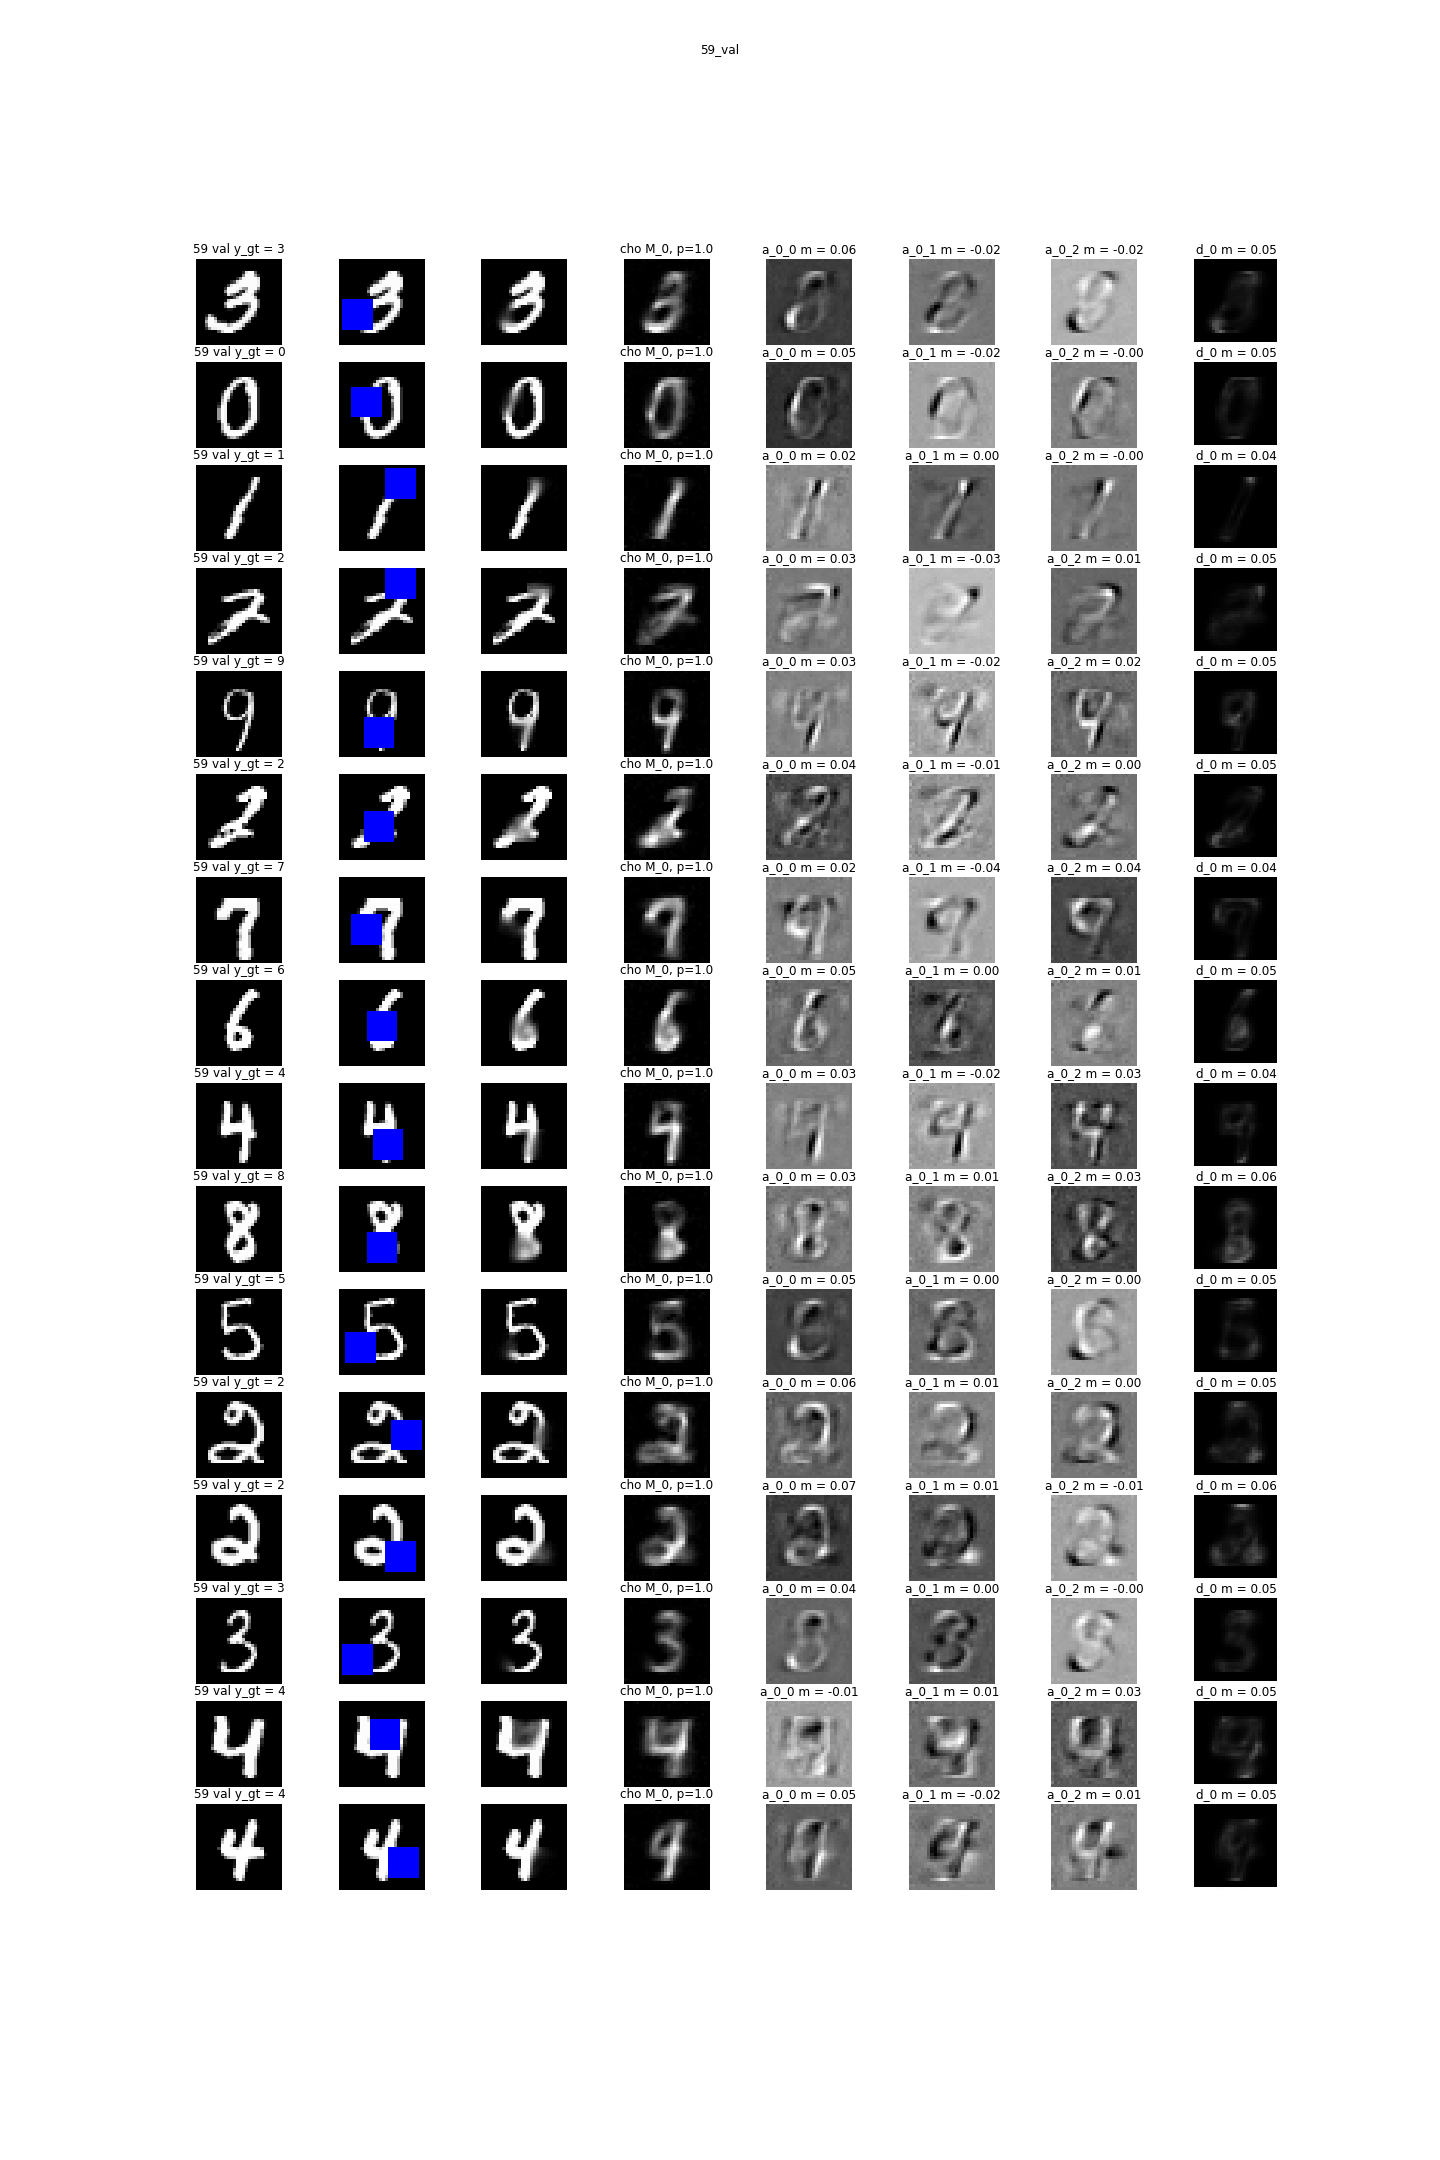 59_val
59 val y_gt = 3 cho M_0, p=1.0 a_0_0 m = 0.06 a_0_1 m = -0.02 a_0_2 m = -0.02 d_0 m = 0.05
59 val y_gt = 0 cho M_0, p=1.0 a_0_0 m = 0.05 a_0_1 m = -0.02 a_0_2 m = -0.00 d_0 m = 0.05
59 val y_gt = 1 cho M_0, p=1.0 a_0_0 m = 0.02 a_0_1 m = 0.00 a_0_2 m = -0.00 d_0 m = 0.04
59 val y_gt = 2 cho M_0, p=1.0 a_0_0 m = 0.03 a_0_1 m = -0.03 a_0_2 m = 0.01 d_0 m = 0.05
59 val y_gt = 9 cho M_0, p=1.0 a_0_0 m = 0.03 a_0_1 m = -0.02 a_0_2 m = 0.02 d_0 m = 0.05
59 val y_gt = 2 cho M_0, p=1.0 a_0_0 m = 0.04 a_0_1 m = -0.01 a_0_2 m = 0.00 d_0 m = 0.05
59 val y_gt = 7 cho M_0, p=1.0 a_0_0 m = 0.02 a_0_1 m = -0.04 a_0_2 m = 0.04 d_0 m = 0.04
59 val y_gt = 6 cho M_0, p=1.0 a_0_0 m = 0.05 a_0_1 m = 0.00 a_0_2 m = 0.01 d_0 m = 0.05
59 val y_gt = 4 cho M_0, p=1.0 a_0_0 m = 0.03 a_0_1 m = -0.02 a_0_2 m = 0.03 d_0 m = 0.04
59 val y_gt = 8 cho M_0, p=1.0 a_0_0 m = 0.03 a_0_1 m = 0.01 a_0_2 m = 0.03 d_0 m = 0.06
59 val y_gt = 5 cho M_0, p=1.0 a_0_0 m = 0.05 a_0_1 m = 0.00 a_0_2 m = 0.00 d_0 m = 0.05
59 val y_gt = 2 cho M_0, p=1.0 a_0_0 m = 0.06 a_0_1 m = 0.01 a_0_2 m = 0.00 d_0 m = 0.05
59 val y_gt = 2 cho M_0, p=1.0 a_0_0 m = 0.07 a_0_1 m = 0.01 a_0_2 m = -0.01 d_0 m = 0.06
59 val y_gt = 3 cho M_0, p=1.0 a_0_0 m = 0.04 a_0_1 m = 0.00 a_0_2 m = -0.00 d_0 m = 0.05
59 val y_gt = 4 cho M_0, p=1.0 a_0_0 m = -0.01 a_0_1 m = 0.01 a_0_2 m = 0.03 d_0 m = 0.05
59 val y_gt = 4 cho M_0, p=1.0 a_0_0 m = 0.05 a_0_1 m = -0.02 a_0_2 m = 0.01 d_0 m = 0.05